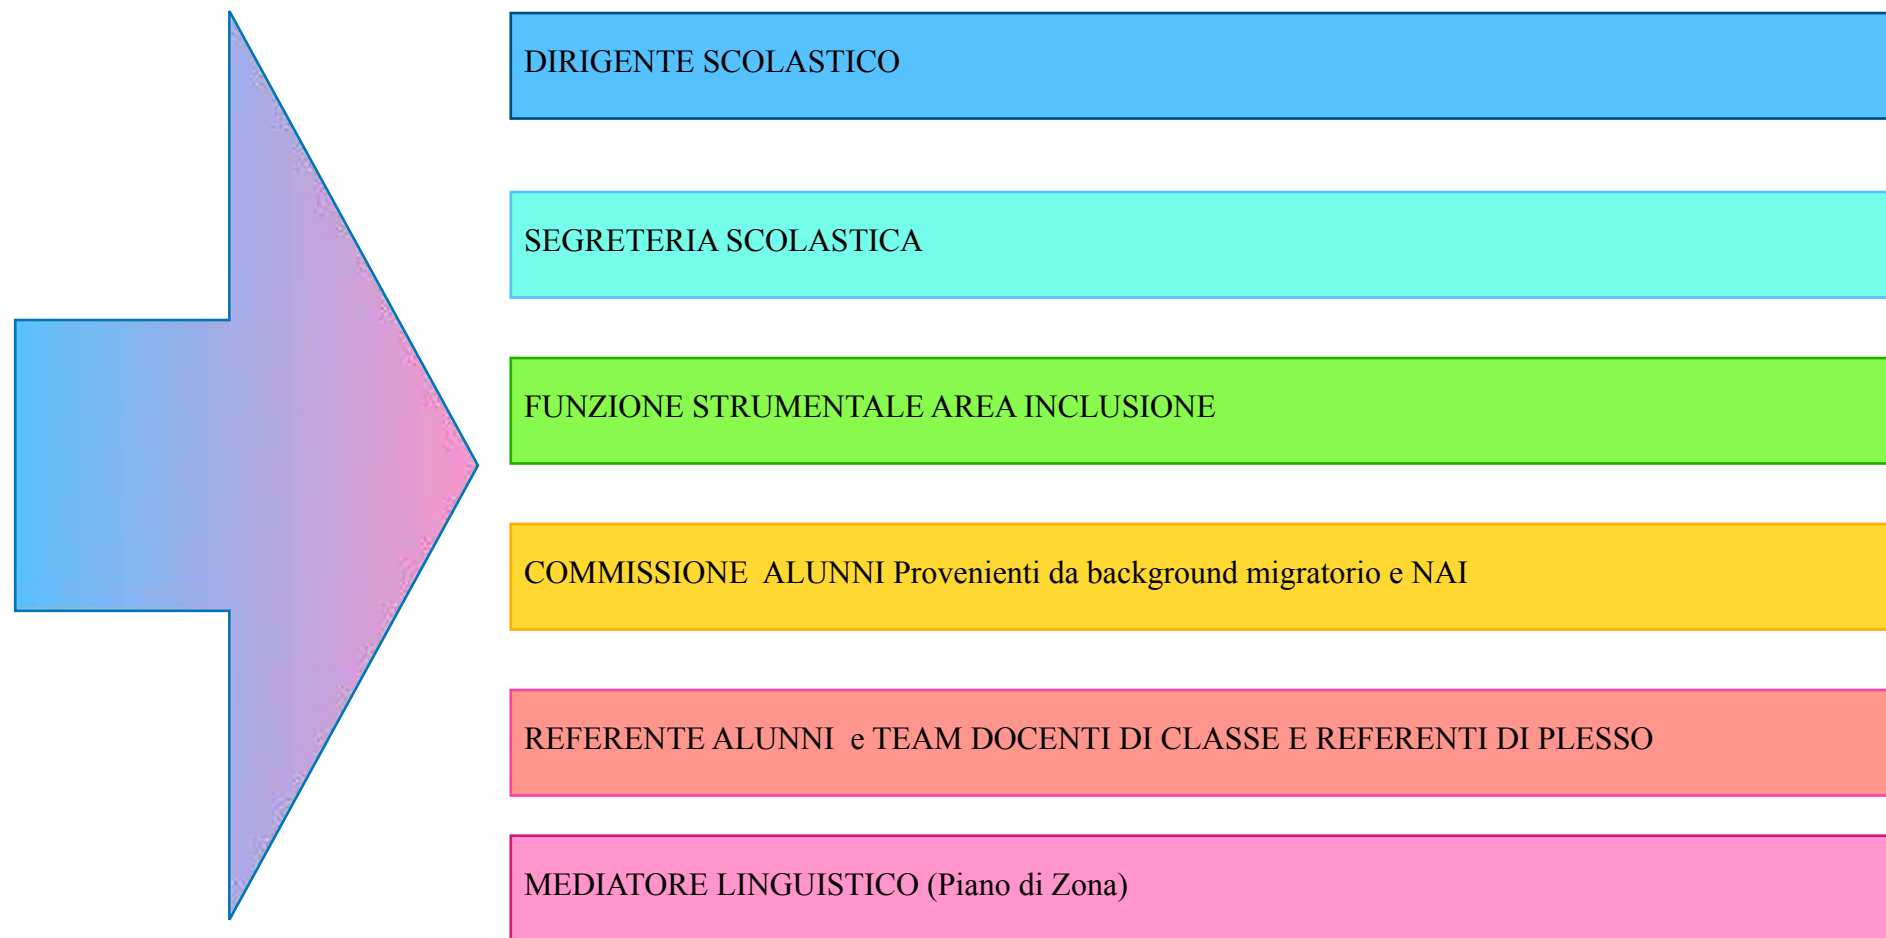 DIRIGENTE SCOLASTICO
SEGRETERIA SCOLASTICA
FUNZIONE STRUMENTALE AREA INCLUSIONE
COMMISSIONE  ALUNNI Provenienti da background migratorio e NAI
REFERENTE ALUNNI  e TEAM DOCENTI DI CLASSE E REFERENTI DI PLESSO
MEDIATORE LINGUISTICO (Piano di Zona)